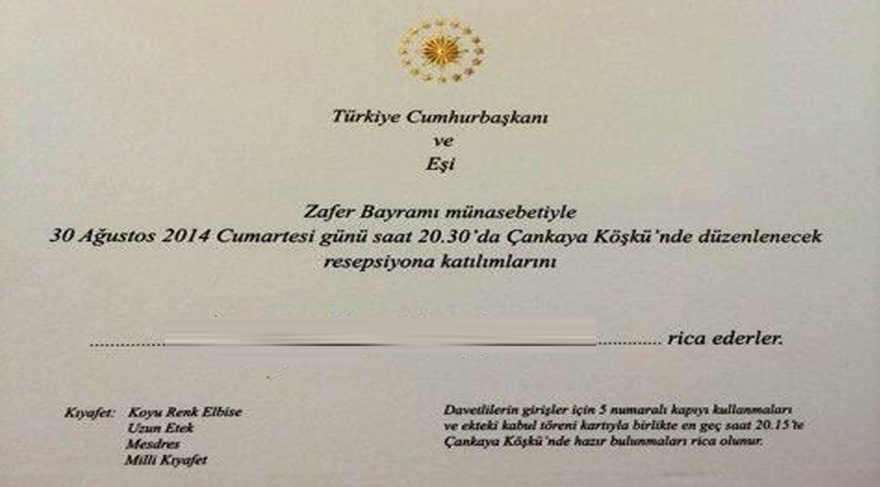 Türkiye Cumhurbaşkanı
ve
Eşi
Zafer Bayramı münasebetiyle
30 Ağustos 2014 Cumartesi günü saat 20.30'da Çankaya Köşkü'nde düzenlenecek
resepsiyona katılımlarını
.................................. rica ederler.
Kıyafet: Koyu Renk Elbise
Uzun Etek
Mesdres
Milli Kıyafet
Davetlilerin girişler için 5 numaralı kapıyı kullanmaları
ve ekteki kabul töreni kartıyla birlikte en geç saat 20.15'te
Çankaya Köşkü'nde hazır bulunmaları rica olunur.